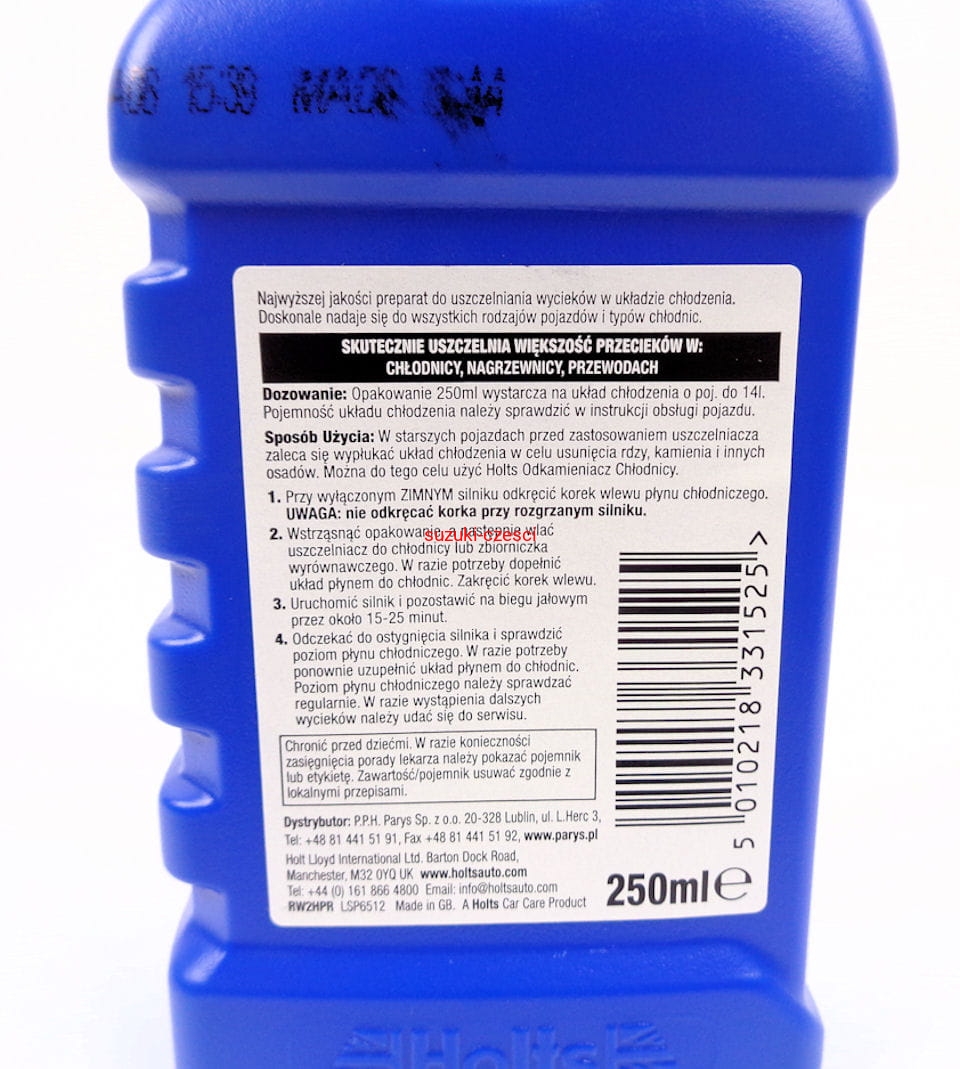 15:39
Najwyższej jakości preparat do uszczelniania wycieków w układzie chłodzenia.
Doskonale nadaje się do wszystkich rodzajów pojazdów i typów chłodnic.
SKUTECZNIE USZCZELNIA WIĘKSZOŚĆ PRZECIEKÓW W:
CHŁODNICY, NAGRZEWNICY, PRZEWODACH
Dozowanie: Opakowanie 250ml wystarcza na układ chłodzenia o poj. do 14l.
Pojemność układu chłodzenia należy sprawdzić w instrukcji obsługi pojazdu.
Sposób Użycia: W starszych pojazdach przed zastosowaniem uszczelniacza
zaleca się wypłukać układ chłodzenia w celu usunięcia rdzy, kamienia i innych
osadów. Można do tego celu użyć Holts Odkamieniacz Chłodnicy.
1. Przy wyłączonym ZIMNYM silniku odkręcić korek wlewu płynu chłodniczego.
UWAGA: nie odkręcać korka przy rozgrzanym silniku.
2. Wstrząsnąć opakowanie, a następnie wlać
suzuki-czesci
uszczelniacz do chłodnicy lub zbiorniczka
wyrównawczego. W razie potrzeby dopełnić
układ płynem do chłodnic. Zakręcić korek wlewu.
3. Uruchomić silnik i pozostawić na biegu jałowym
przez około 15-25 minut.
4. Odczekać do ostygnięcia silnika i sprawdzić
poziom płynu chłodniczego. W razie potrzeby
ponownie uzupełnić układ płynem do chłodnic.
Poziom płynu chłodniczego należy sprawdzać
regularnie. W razie wystąpienia dalszych
wycieków należy udać się do serwisu.
Chronić przed dziećmi. W razie konieczności
zasięgnięcia porady lekarza należy pokazać pojemnik
lub etykietę. Zawartość/pojemnik usuwać zgodnie z
lokalnymi przepisami.
Dystrybutor: P.P.H. Parys Sp. z o.o. 20-328 Lublin, ul. L.Herc 3,
Tel: +48 81 441 51 91, Fax +48 81 441 51 92, www.parys.pl
Holt Lloyd International Ltd. Barton Dock Road,
Manchester, M32 0YQ UK www.holtsauto.com
Tel: +44 (0) 161 866 4800 Email: info@holtsauto.com
RW2HPR LSP6512 Made in GB. A Holts Car Care Product
5 010218 331525 >
250ml ℮
Holts